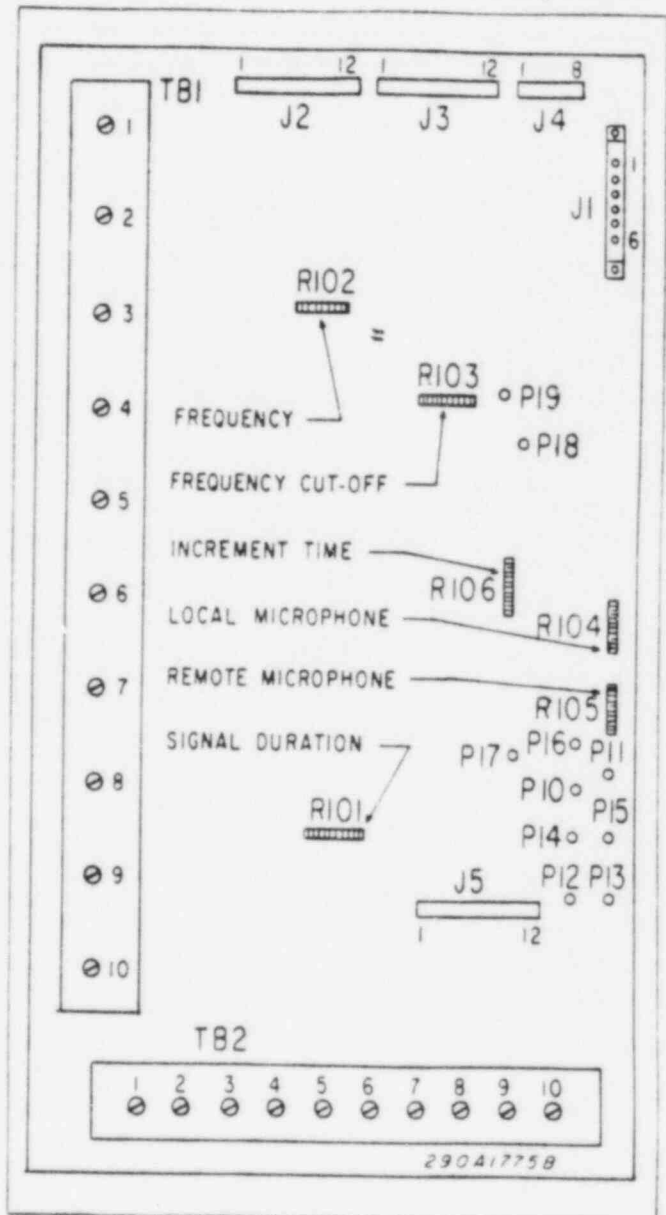 1 12 1 12 1 8
TB1
J2 J3 J4
1
2
3
4
5
6
7
8
9
10
J1
1
6
R102
R103
P19
P18
FREQUENCY
FREQUENCY CUT-OFF
INCREMENT TIME
R106
R104
LOCAL MICROPHONE
REMOTE MICROPHONE
R105
SIGNAL DURATION
P17 P16 P11
P10
R101
P15
P14
P12 P13
J5
1 12
TB2
1 2 3 4 5 6 7 8 9 10
290A1775B